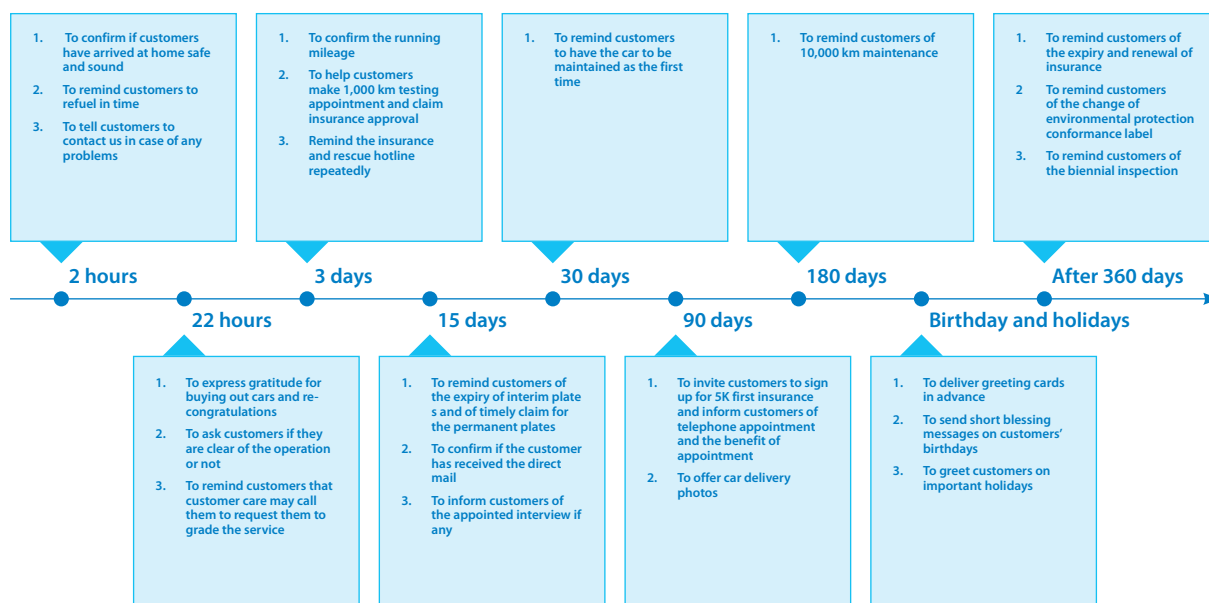 1. To confirm if customers
have arrived at home safe
and sound
2. To remind customers to
refuel in time
3. To tell customers to
contact us in case of any
problems
1. To confirm the running
mileage
2. To help customers
make 1,000 km testing
appointment and claim
insurance approval
3. Remind the insurance
and rescue hotline
repeatedly
1. To remind customers
to have the car to be
maintained as the first
time
1. To remind customers of
10,000 km maintenance
1. To remind customers of
the expiry and renewal of
insurance
2 To remind customers
of the change of
environmental protection
conformance label
3. To remind customers of
the biennial inspection
2 hours
3 days
30 days
180 days
After 360 days
22 hours
15 days
90 days
Birthday and holidays
1. To express gratitude for
buying out cars and re-
congratulations
2. To ask customers if they
are clear of the operation
or not
3. To remind customers that
customer care may call
them to request them to
grade the service
1. To remind customers of
the expiry of interim plate
s and of timely claim for
the permanent plates
2. To confirm if the customer
has received the direct
mail
3. To inform customers of
the appointed interview if
any
1. To invite customers to sign
up for 5K first insurance
and inform customers of
telephone appointment
and the benefit of
appointment
2. To offer car delivery
photos
1. To deliver greeting cards
in advance
2. To send short blessing
messages on customers’
birthdays
3. To greet customers on
important holidays